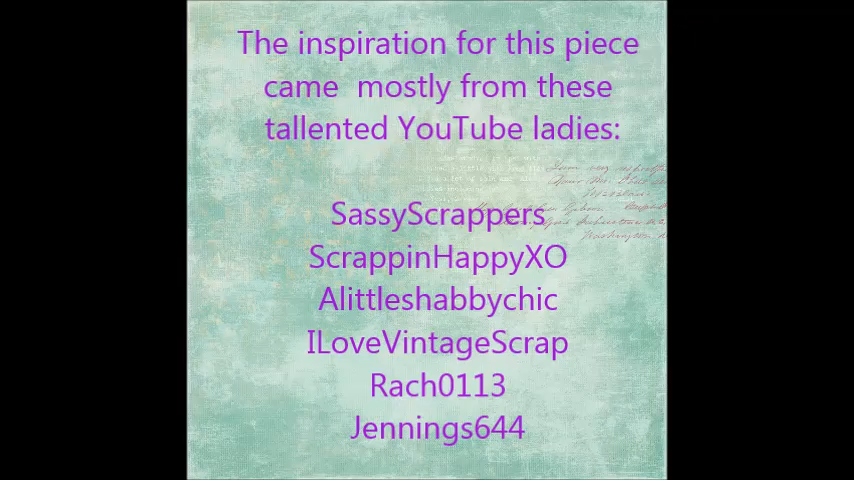 The inspiration for this piece
came  mostly from these
tallented YouTube ladies:
SassyScrappers
ScrappinHappyXO
Alittleshabbychic
ILoveVintageScrap
Rach0113
Jennings644